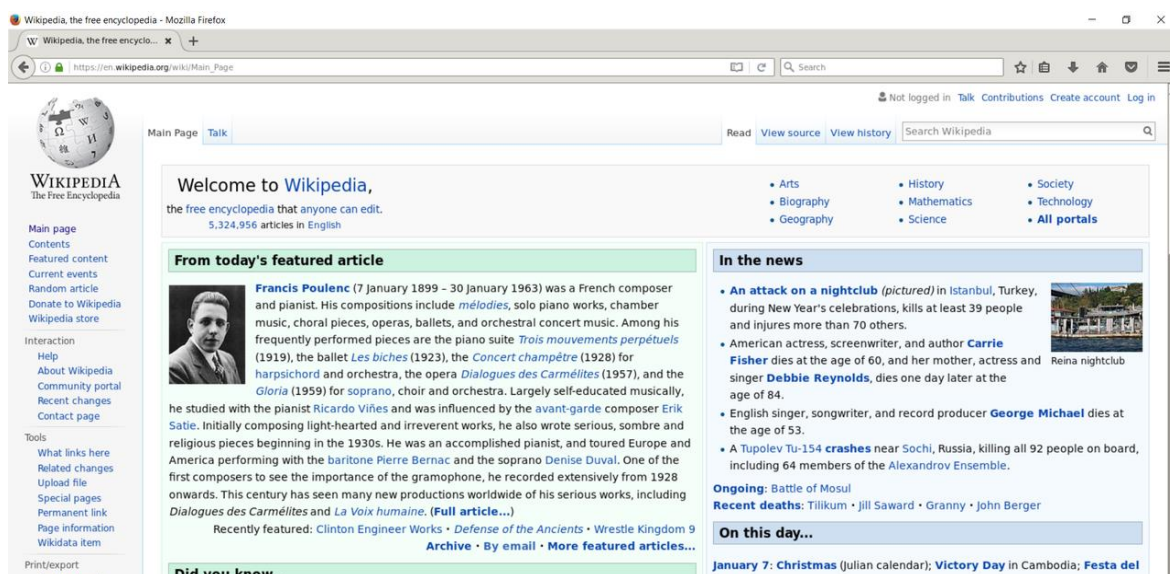 Wikipedia, the free encyclopedia - Mozilla Firefox
Wikipedia, the free encyclo...
https://en.wikipedia.org/wiki/Main_Page
Search
Not logged in Talk Contributions Create account Log in
Main Page Talk
Read View source View history
Search Wikipedia
WIKIPEDIA
The Free Encyclopedia
Main page
Contents
Featured content
Current events
Random article
Donate to Wikipedia
Wikipedia store
Interaction
Help
About Wikipedia
Community portal
Recent changes
Contact page
Tools
What links here
Related changes
Upload file
Special pages
Permanent link
Page information
Wikidata item
Print/export
Welcome to Wikipedia,
the free encyclopedia that anyone can edit.
5,324,956 articles in English
• Arts
• Biography
• Geography
• History
• Mathematics
• Science
• Society
• Technology
• All portals
From today's featured article
Francis Poulenc (7 January 1899 – 30 January 1963) was a French composer
and pianist. His compositions include mélodies, solo piano works, chamber
music, choral pieces, operas, ballets, and orchestral concert music. Among his
frequently performed pieces are the piano suite Trois mouvements perpétuels
(1919), the ballet Les biches (1923), the Concert champêtre (1928) for
harpsichord and orchestra, the opera Dialogues des Carmélites (1957), and the
Gloria (1959) for soprano, choir and orchestra. Largely self-educated musically,
he studied with the pianist Ricardo Viñes and was influenced by the avant-garde composer Erik
Satie. Initially composing light-hearted and irreverent works, he also wrote serious, sombre and
religious pieces beginning in the 1930s. He was an accomplished pianist, and toured Europe and
America performing with the baritone Pierre Bernac and the soprano Denise Duval. One of the
first composers to see the importance of the gramophone, he recorded extensively from 1928
onwards. This century has seen many new productions worldwide of his serious works, including
Dialogues des Carmélites and La Voix humaine. (Full article...)
Recently featured: Clinton Engineer Works • Defense of the Ancients • Wrestle Kingdom 9
Archive • By email • More featured articles...
Did you know
In the news
• An attack on a nightclub (pictured) in Istanbul, Turkey,
during New Year's celebrations, kills at least 39 people
and injures more than 70 others.
• American actress, screenwriter, and author Carrie
Fisher dies at the age of 60, and her mother, actress and
singer Debbie Reynolds, dies one day later at the
age of 84.
Reina nightclub
• English singer, songwriter, and record producer George Michael dies at
the age of 53.
• A Tupolev Tu-154 crashes near Sochi, Russia, killing all 92 people on board,
including 64 members of the Alexandrov Ensemble.
Ongoing: Battle of Mosul
Recent deaths: Tilikum • Jill Saward • Granny • John Berger
On this day...
January 7: Christmas (Julian calendar); Victory Day in Cambodia; Festa del